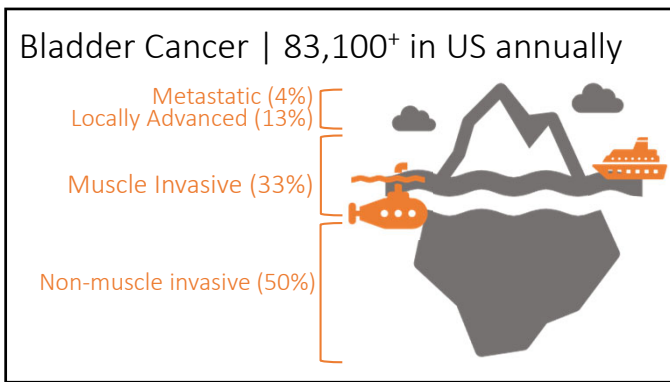 Bladder Cancer | 83,100⁺ in US annually
Metastatic (4%)
Locally Advanced (13%)
Muscle Invasive (33%)
Non-muscle invasive (50%)